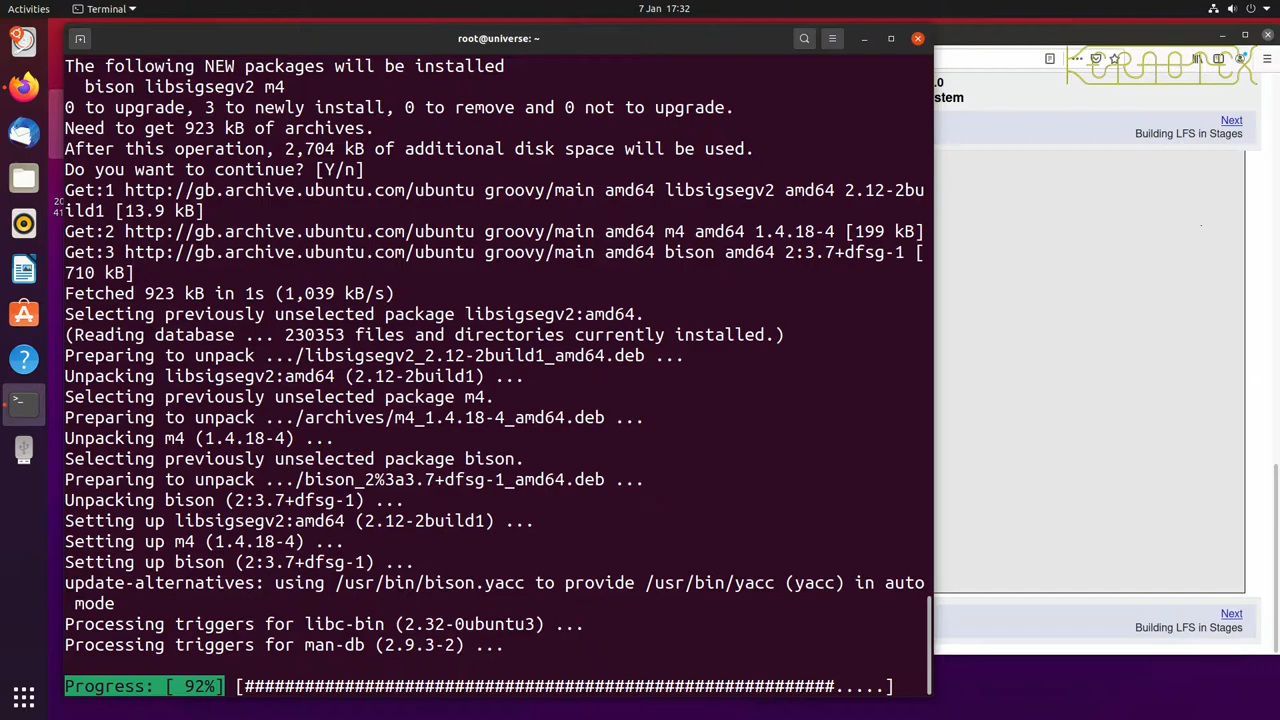 Activities
Terminal
7 Jan 17:32
root@universe: ~
KERNOTEX
The following NEW packages will be installed
bison libsigsegv2 m4
0 to upgrade, 3 to newly install, 0 to remove and 0 not to upgrade.
Need to get 923 kB of archives.
After this operation, 2,704 kB of additional disk space will be used.
Do you want to continue? [Y/n]
Get:1 http://gb.archive.ubuntu.com/ubuntu groovy/main amd64 libsigsegv2 amd64 2.12-2bu
ild1 [13.9 kB]
Get:2 http://gb.archive.ubuntu.com/ubuntu groovy/main amd64 m4 amd64 1.4.18-4 [199 kB]
Get:3 http://gb.archive.ubuntu.com/ubuntu groovy/main amd64 bison amd64 2:3.7+dfsg-1 [
710 kB]
Fetched 923 kB in 1s (1,039 kB/s)
Selecting previously unselected package libsigsegv2:amd64.
(Reading database ... 230353 files and directories currently installed.)
Preparing to unpack .../libsigsegv2_2.12-2build1_amd64.deb ...
Unpacking libsigsegv2:amd64 (2.12-2build1) ...
Selecting previously unselected package m4.
Preparing to unpack .../archives/m4_1.4.18-4_amd64.deb ...
Unpacking m4 (1.4.18-4) ...
Selecting previously unselected package bison.
Preparing to unpack .../bison_2%3a3.7+dfsg-1_amd64.deb ...
Unpacking bison (2:3.7+dfsg-1) ...
Setting up libsigsegv2:amd64 (2.12-2build1) ...
Setting up m4 (1.4.18-4) ...
Setting up bison (2:3.7+dfsg-1) ...
update-alternatives: using /usr/bin/bison.yacc to provide /usr/bin/yacc (yacc) in auto
mode
Processing triggers for libc-bin (2.32-0ubuntu3) ...
Processing triggers for man-db (2.9.3-2) ...
Progress: [ 92%] [###########################################################.....]
.0
stem
Next
Building LFS in Stages
Next
Building LFS in Stages
20
41